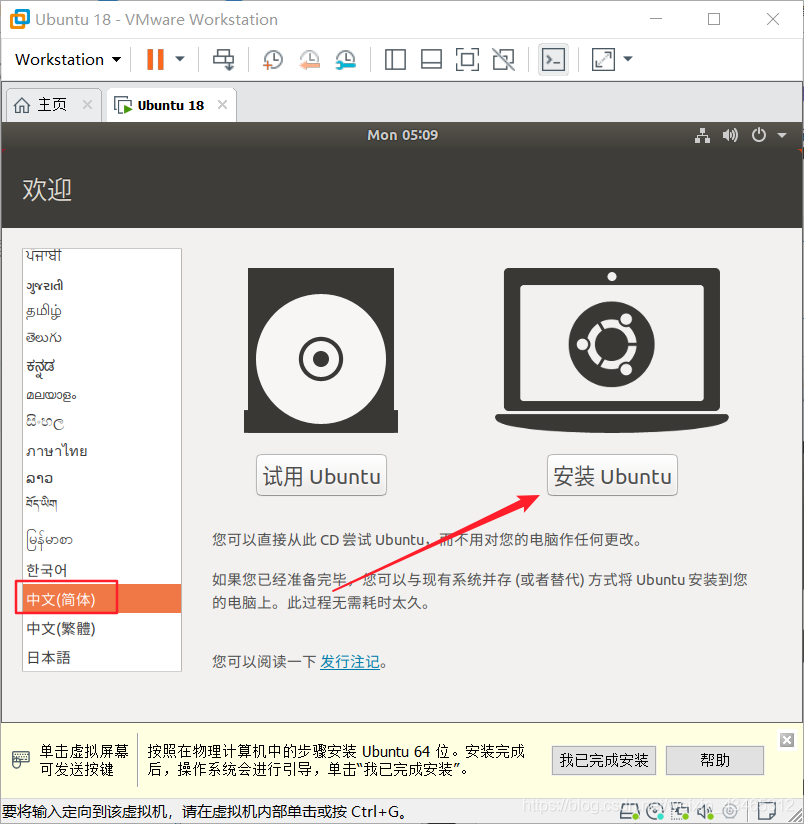 Ubuntu 18 - VMware Workstation
Workstation
主页
Ubuntu 18
Mon 05:09
欢迎
ਪੰਜਾਬੀ
ગુજરાતી
தமிழ்
తెలుగు
ಕನ್ನಡ
മലയാളം
සිංහල
ภาษาไทย
ລາວ
བོད་ཡིག
မြန်မာစာ
한국어
中文(简体)
中文(繁體)
日本語
试用 Ubuntu
安装 Ubuntu
您可以直接从此 CD 尝试 Ubuntu，而不用对您的电脑作任何更改。
如果您已经准备完毕，您可以与现有系统并存 (或者替代) 方式将 Ubuntu 安装到您
的电脑上。此过程无需耗时太久。
您可以阅读一下 发行注记。
单击虚拟屏幕
可发送按键
按照在物理计算机中的步骤安装 Ubuntu 64 位。安装完成
后，操作系统会进行引导，单击“我已完成安装”。
我已完成安装
帮助
要将输入定向到该虚拟机，请在虚拟机内部单击或按 Ctrl+G。